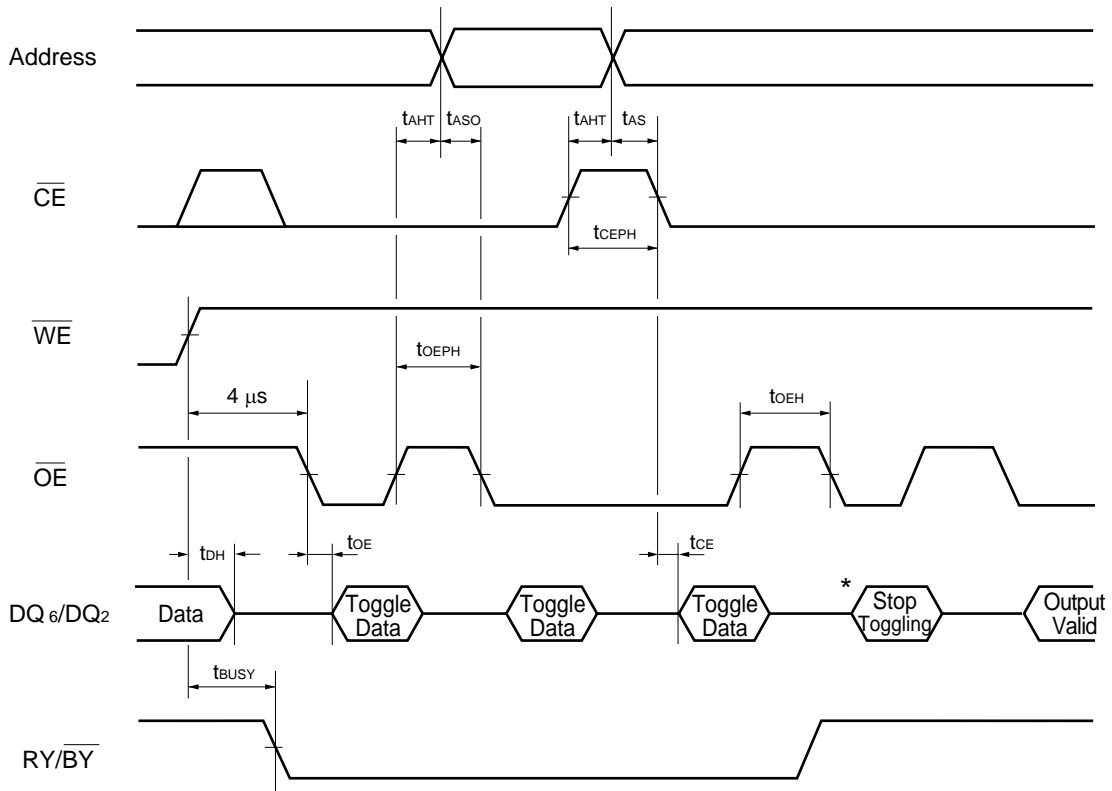 Address
tAHT tASO tAHT tAS
CE
tCEPH
WE
tOEPH
4 μs
tOEH
OE
tDH
tOE
tCE
DQ6/DQ2
Data
Toggle
Data
Toggle
Data
Toggle
Data
*
Stop
Toggling
Output
Valid
tBUSY
RY/BY